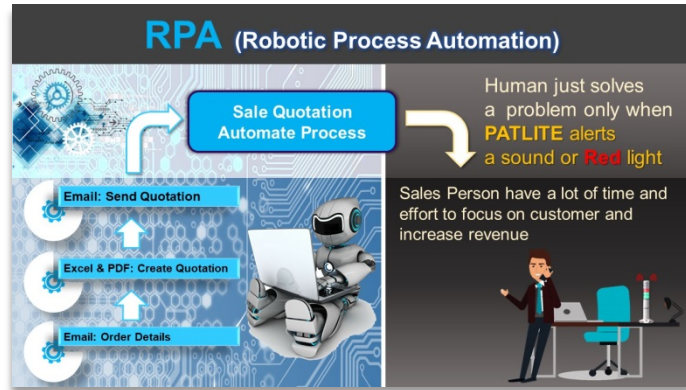 RPA (Robotic Process Automation)
Sale Quotation
Automate Process
Human just solves
a problem only when
PATLITE alerts
a sound or Red light
Email: Send Quotation
Excel & PDF: Create Quotation
Email: Order Details
Sales Person have a lot of time and
effort to focus on customer and
increase revenue